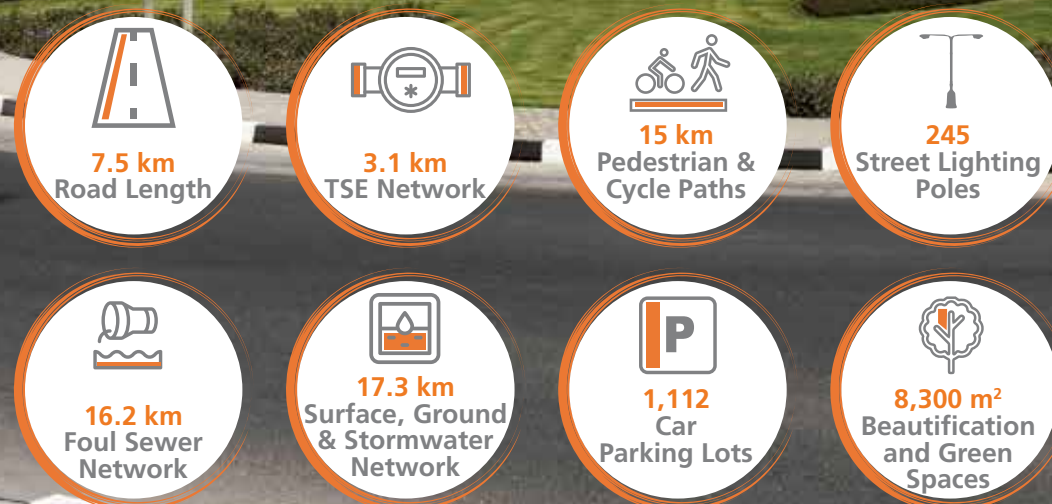 7.5 km
Road Length
3.1 km
TSE Network
15 km
Pedestrian &
Cycle Paths
245
Street Lighting
Poles
16.2 km
Foul Sewer
Network
17.3 km
Surface, Ground
& Stormwater
Network
P
1,112
Car
Parking Lots
8,300 m²
Beautification
and Green
Spaces